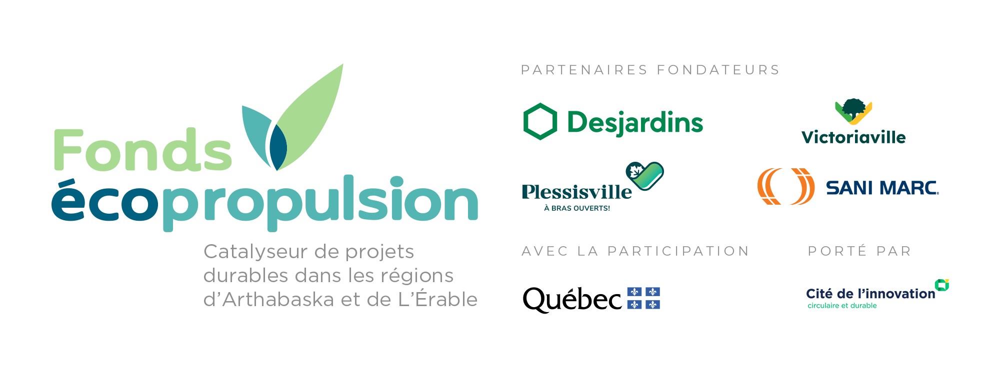 Fonds
écopropulsion
Catalyseur de projets
durables dans les régions
d’Arthabaska et de L’Érable
PARTENAIRES FONDATEURS
Desjardins
Victoriaville
Plessisville
À BRAS OUVERTS!
SANI MARC®
AVEC LA PARTICIPATION
Québec
PORTÉ PAR
Cité de l’innovation
circulaire et durable